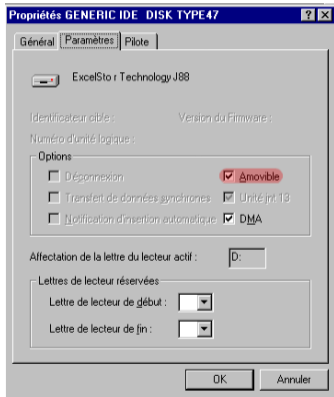 Propriétés GENERIC IDE DISK TYPE47
Général Paramètres Pilote
ExcelSto r Technology J88
Identificateur cible : Version du Firmware :
Numéro d'unité logique :
Options
Déconnexion Amovible
Transfert de données synchrones Unité int 13
Notification d'insertion automatique DMA
Affectation de la lettre du lecteur actif : D:
Lettres de lecteur réservées
Lettre de lecteur de début :
Lettre de lecteur de fin :
OK Annuler